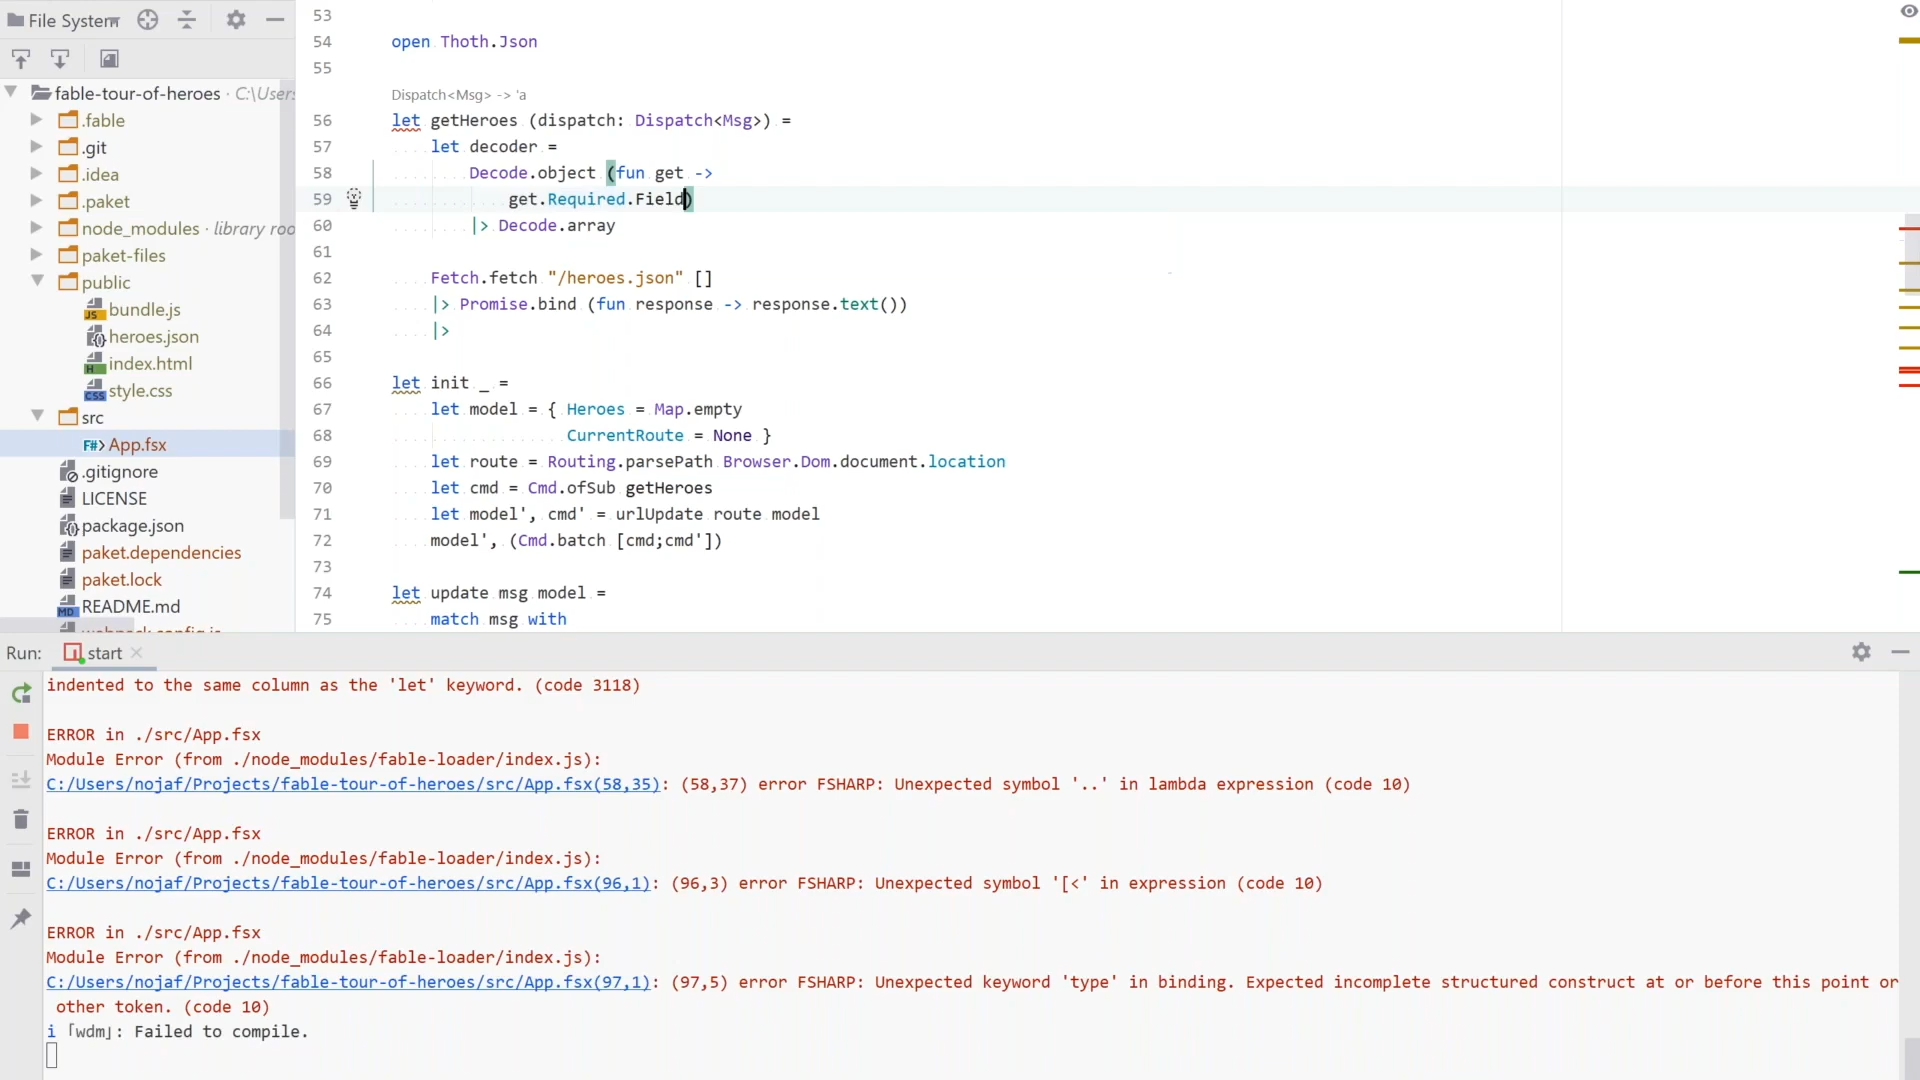 File System
fable-tour-of-heroes · C:\Users
.fable
.git
.idea
.paket
node_modules · library roo
paket-files
public
bundle.js
heroes.json
index.html
style.css
src
App.fsx
.gitignore
LICENSE
package.json
paket.dependencies
paket.lock
README.md
webpack.config.js
53
54 open Thoth.Json
55
Dispatch<Msg> -> 'a
56 let getHeroes (dispatch: Dispatch<Msg>) =
57 let decoder =
58 Decode.object (fun get ->
59 get.Required.Field)
60 |> Decode.array
61
62 Fetch.fetch "/heroes.json" []
63 |> Promise.bind (fun response -> response.text())
64 |>
65
66 let init _ =
67 let model = { Heroes = Map.empty
68 CurrentRoute = None }
69 let route = Routing.parsePath Browser.Dom.document.location
70 let cmd = Cmd.ofSub getHeroes
71 let model', cmd' = urlUpdate route model
72 model', (Cmd.batch [cmd;cmd'])
73
74 let update msg model =
75 match msg with
Run: start
indented to the same column as the 'let' keyword. (code 3118)
ERROR in ./src/App.fsx
Module Error (from ./node_modules/fable-loader/index.js):
C:/Users/nojaf/Projects/fable-tour-of-heroes/src/App.fsx(58,35): (58,37) error FSHARP: Unexpected symbol '..' in lambda expression (code 10)
ERROR in ./src/App.fsx
Module Error (from ./node_modules/fable-loader/index.js):
C:/Users/nojaf/Projects/fable-tour-of-heroes/src/App.fsx(96,1): (96,3) error FSHARP: Unexpected symbol '[<' in expression (code 10)
ERROR in ./src/App.fsx
Module Error (from ./node_modules/fable-loader/index.js):
C:/Users/nojaf/Projects/fable-tour-of-heroes/src/App.fsx(97,1): (97,5) error FSHARP: Unexpected keyword 'type' in binding. Expected incomplete structured construct at or before this point or
other token. (code 10)
i ｢wdm｣: Failed to compile.